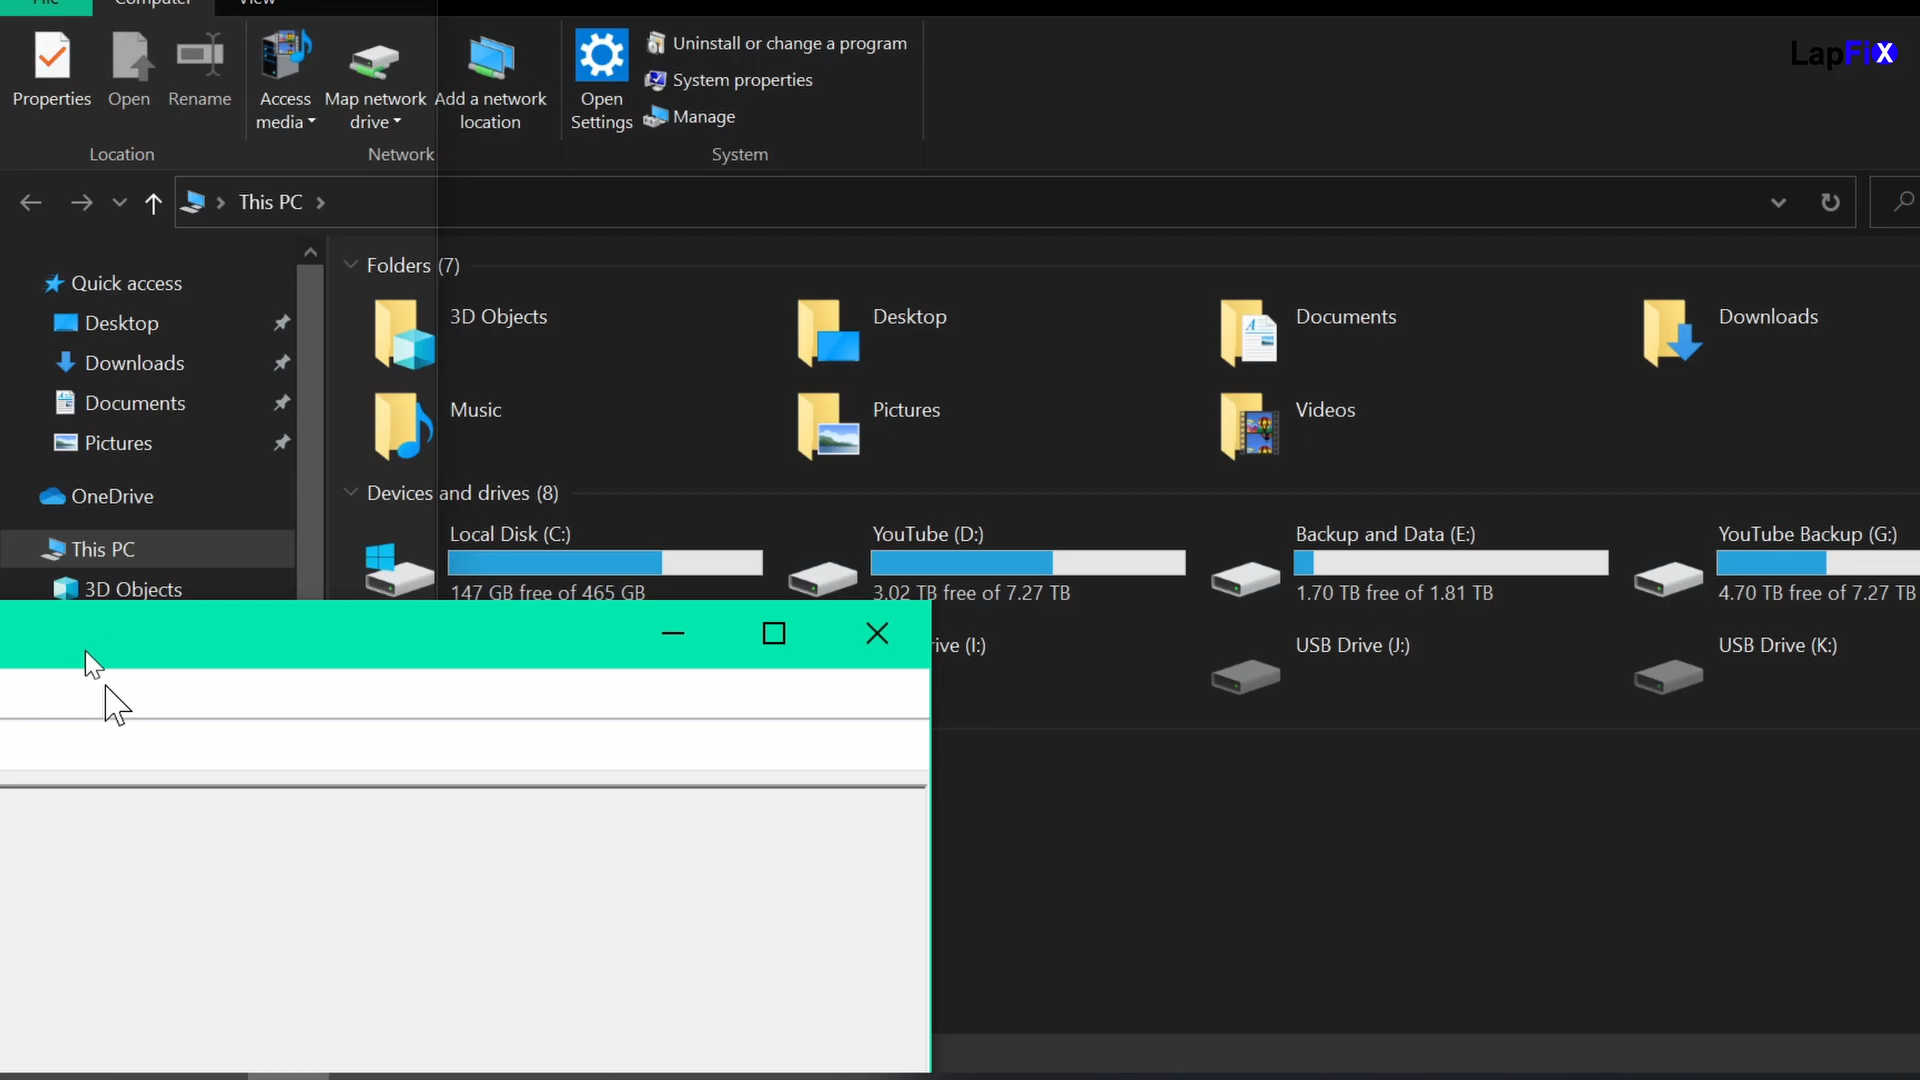 File Computer View
Uninstall or change a program
LapFiX
System properties
Properties Open Rename Access Map network Add a network Open
media drive location Settings Manage
Location Network System
This PC
Folders (7)
Quick access
3D Objects Desktop Documents Downloads
Desktop
Downloads
Documents
Music Pictures Videos
Pictures
OneDrive
Devices and drives (8)
Local Disk (C:) YouTube (D:) Backup and Data (E:) YouTube Backup (G:)
This PC
3D Objects
147 GB free of 465 GB 3.02 TB free of 7.27 TB 1.70 TB free of 1.81 TB 4.70 TB free of 7.27 TB
rive (I:) USB Drive (J:) USB Drive (K:)